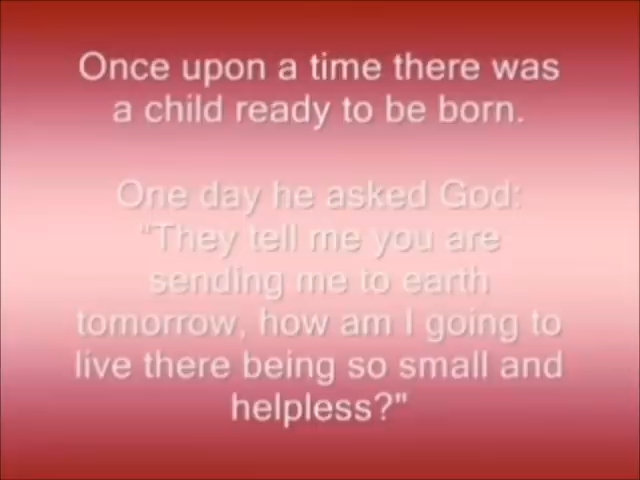 Once upon a time there was
a child ready to be born.
One day he asked God:
"They tell me you are
sending me to earth
tomorrow, how am I going to
live there being so small and
helpless?"